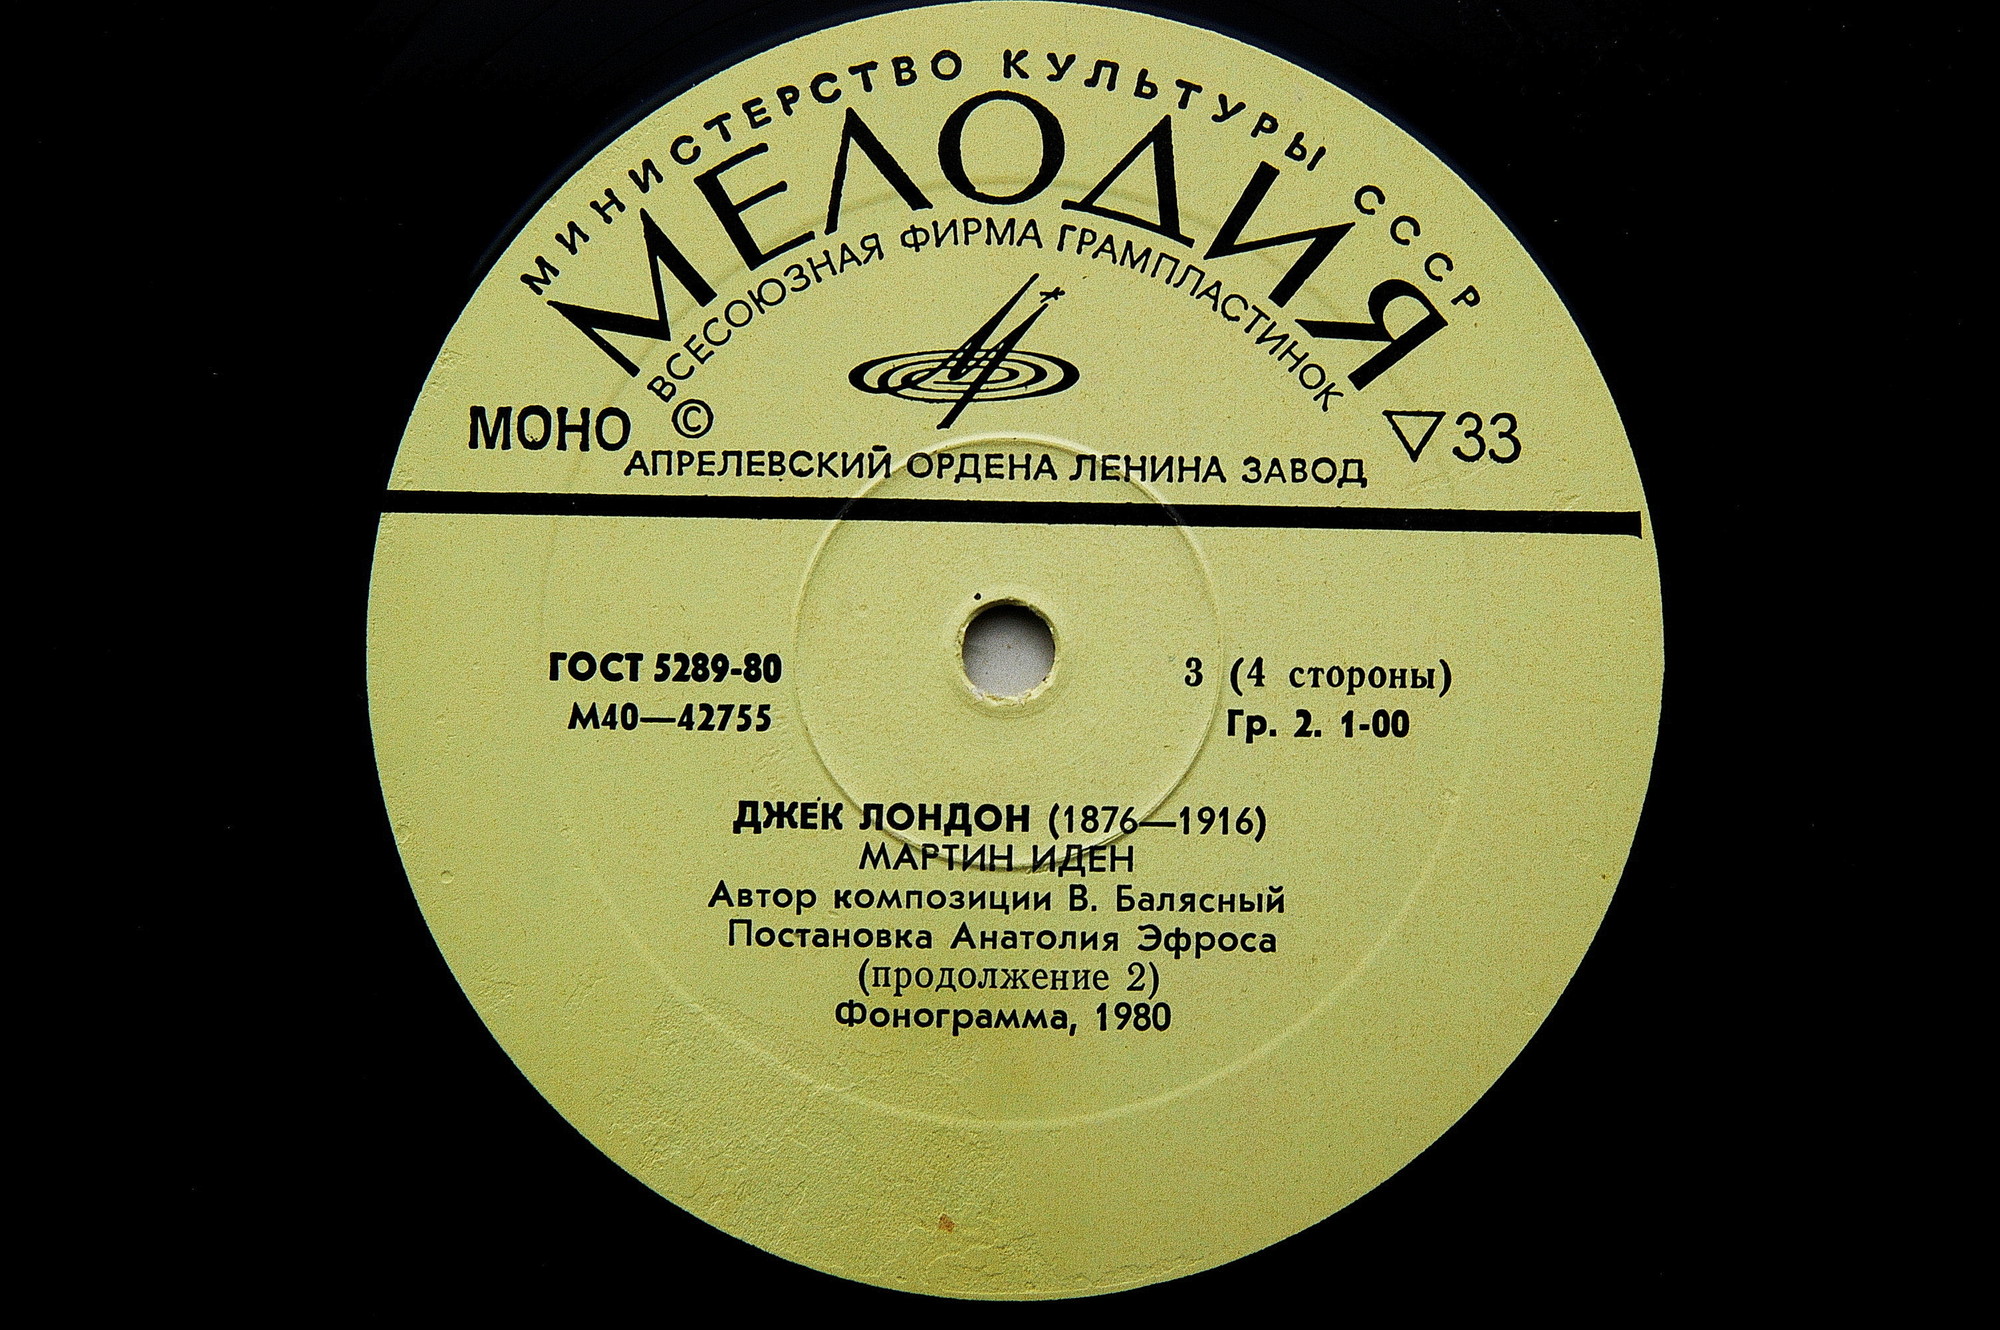 МИНИСТЕРСТВО КУЛЬТУРЫ СССР
МЕЛОДИЯ
ВСЕСОЮЗНАЯ ФИРМА ГРАМПЛАСТИНОК
МОНО © ▽33
АПРЕЛЕВСКИЙ ОРДЕНА ЛЕНИНА ЗАВОД
ГОСТ 5289-80 3 (4 стороны)
М40—42755 Гр. 2. 1-00
ДЖЕК ЛОНДОН (1876—1916)
МАРТИН ИДЕН
Автор композиции В. Балясный
Постановка Анатолия Эфроса
(продолжение 2)
Фонограмма, 1980